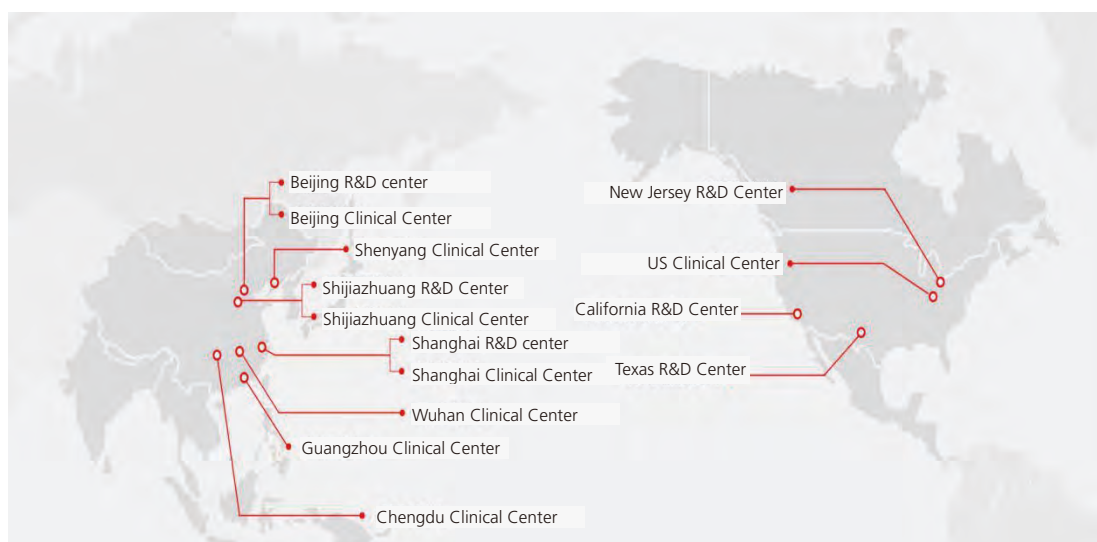 Beijing R&D center
Beijing Clinical Center
Shenyang Clinical Center
Shijiazhuang R&D Center
Shijiazhuang Clinical Center
Shanghai R&D center
Shanghai Clinical Center
Wuhan Clinical Center
Guangzhou Clinical Center
Chengdu Clinical Center
New Jersey R&D Center
US Clinical Center
California R&D Center
Texas R&D Center